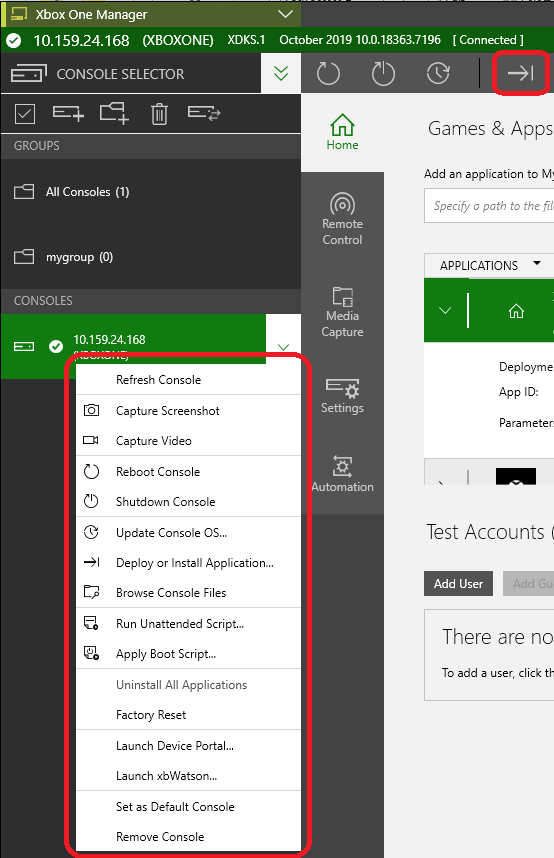 Xbox One Manager
10.159.24.168 (XBOXONE) XDKS.1 October 2019 10.0.18363.7196 [ Connected ]
CONSOLE SELECTOR
GROUPS
All Consoles (1)
mygroup (0)
CONSOLES
10.159.24.168
(XBOXONE)
Refresh Console
Capture Screenshot
Capture Video
Reboot Console
Shutdown Console
Update Console OS...
Deploy or Install Application...
Browse Console Files
Run Unattended Script...
Apply Boot Script...
Uninstall All Applications
Factory Reset
Launch Device Portal...
Launch xbWatson...
Set as Default Console
Remove Console
Home
Remote
Control
Media
Capture
Settings
Automation
Games & Apps
Add an application to My
Specify a path to the fil
APPLICATIONS
Deployme
App ID:
Parameter
Test Accounts (
Add User
Add Gu
There are no
To add a user, click th